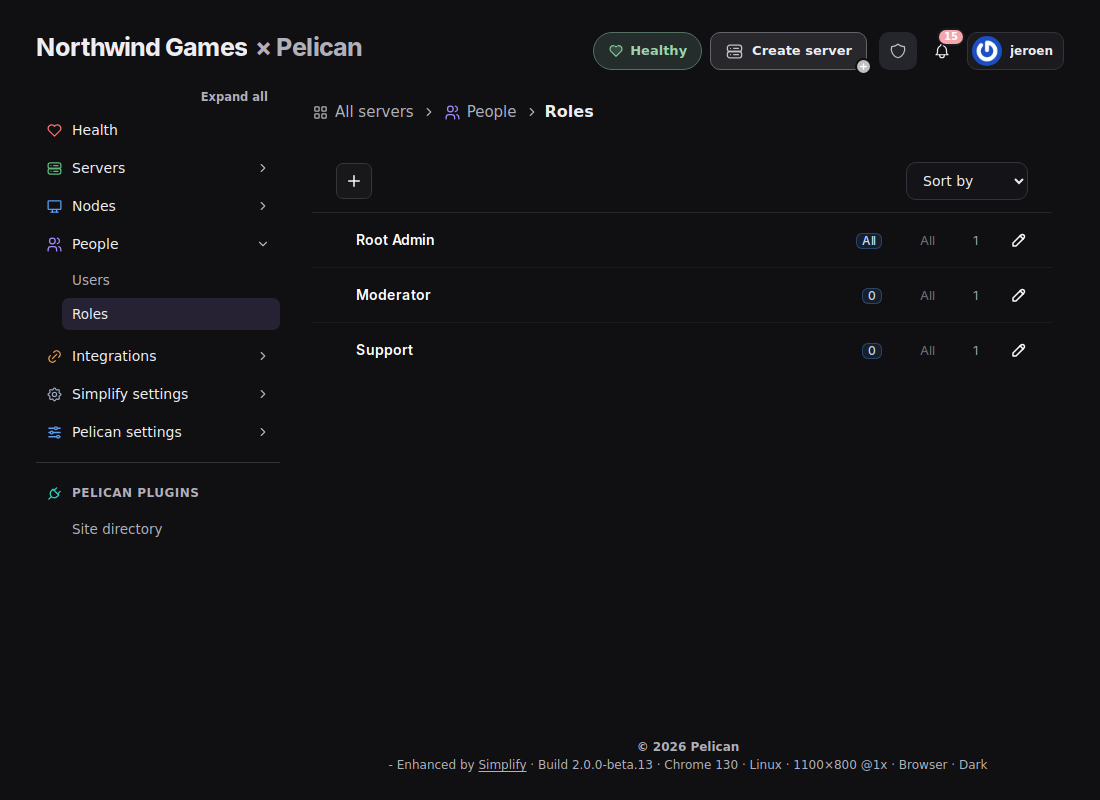 Northwind Games × Pelican
Healthy
Create server
15
jeroen
Expand all
Health
Servers
Nodes
People
Users
Roles
Integrations
Simplify settings
Pelican settings
PELICAN PLUGINS
Site directory
All servers > People > Roles
Sort by
Root Admin All All 1
Moderator 0 All 1
Support 0 All 1
© 2026 Pelican
- Enhanced by Simplify · Build 2.0.0-beta.13 · Chrome 130 · Linux · 1100×800 @1x · Browser · Dark